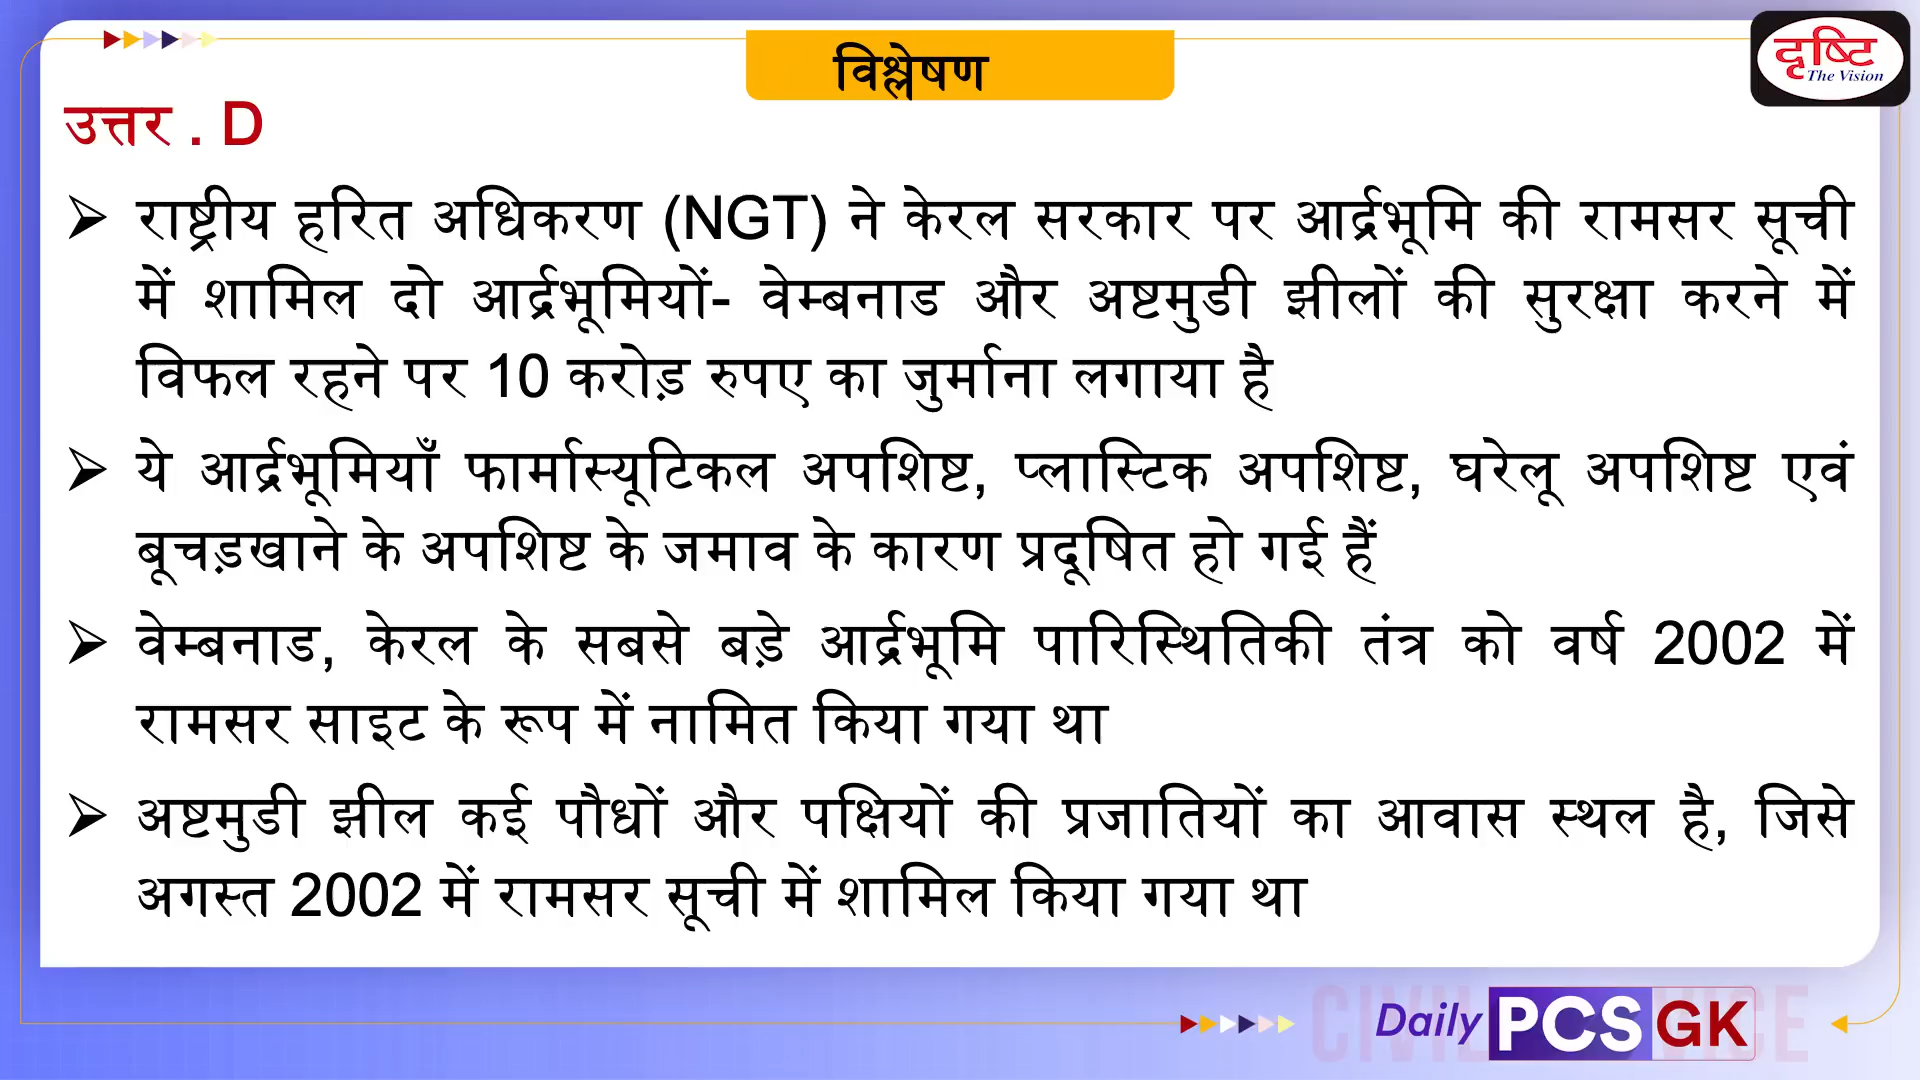 विश्लेषण
दृष्टि
The Vision
उत्तर . D
➢ राष्ट्रीय हरित अधिकरण (NGT) ने केरल सरकार पर आर्द्रभूमि की रामसर सूची
में शामिल दो आर्द्रभूमियों- वेम्बनाड और अष्टमुडी झीलों की सुरक्षा करने में
विफल रहने पर 10 करोड़ रुपए का जुर्माना लगाया है
➢ ये आर्द्रभूमियाँ फार्मास्यूटिकल अपशिष्ट, प्लास्टिक अपशिष्ट, घरेलू अपशिष्ट एवं
बूचड़खाने के अपशिष्ट के जमाव के कारण प्रदूषित हो गई हैं
➢ वेम्बनाड, केरल के सबसे बड़े आर्द्रभूमि पारिस्थितिकी तंत्र को वर्ष 2002 में
रामसर साइट के रूप में नामित किया गया था
➢ अष्टमुडी झील कई पौधों और पक्षियों की प्रजातियों का आवास स्थल है, जिसे
अगस्त 2002 में रामसर सूची में शामिल किया गया था
Daily PCS GK